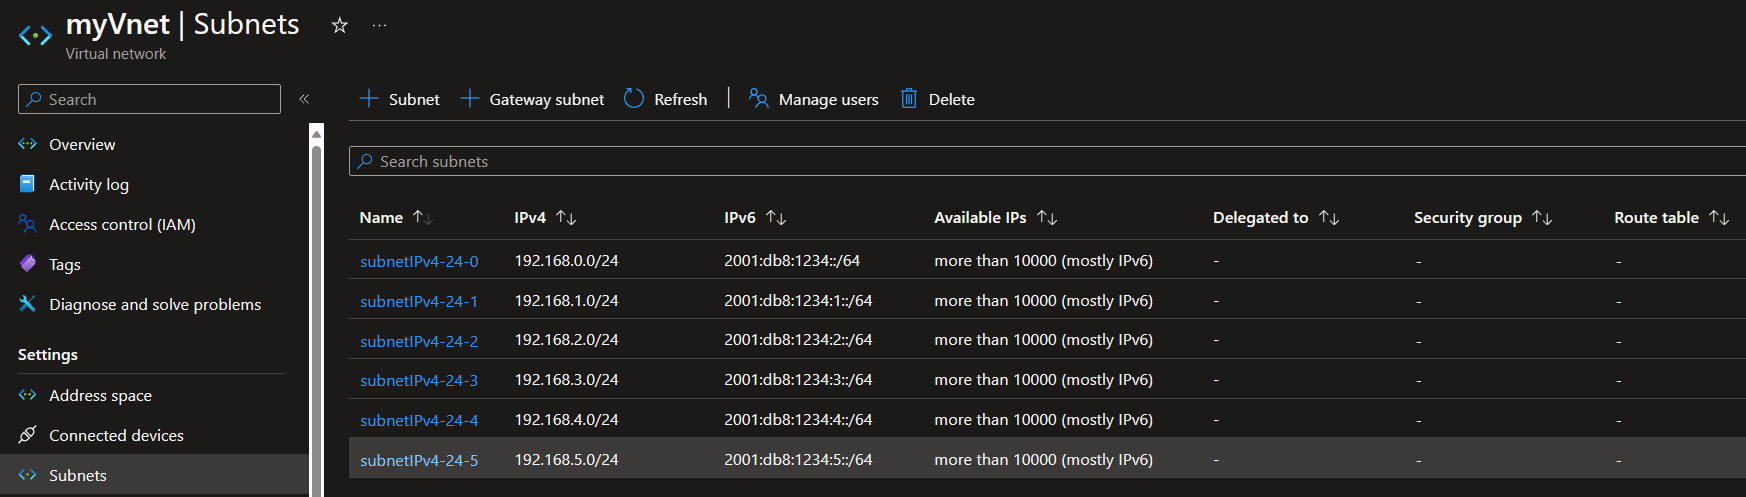 myVnet | Subnets
Virtual network
Search
Overview
Activity log
Access control (IAM)
Tags
Diagnose and solve problems
Settings
Address space
Connected devices
Subnets
Subnet Gateway subnet Refresh Manage users Delete
Search subnets
Name IPv4 IPv6 Available IPs Delegated to Security group Route table
subnetIPv4-24-0 192.168.0.0/24 2001:db8:1234::/64 more than 10000 (mostly IPv6) - - -
subnetIPv4-24-1 192.168.1.0/24 2001:db8:1234:1::/64 more than 10000 (mostly IPv6) - - -
subnetIPv4-24-2 192.168.2.0/24 2001:db8:1234:2::/64 more than 10000 (mostly IPv6) - - -
subnetIPv4-24-3 192.168.3.0/24 2001:db8:1234:3::/64 more than 10000 (mostly IPv6) - - -
subnetIPv4-24-4 192.168.4.0/24 2001:db8:1234:4::/64 more than 10000 (mostly IPv6) - - -
subnetIPv4-24-5 192.168.5.0/24 2001:db8:1234:5::/64 more than 10000 (mostly IPv6) - - -